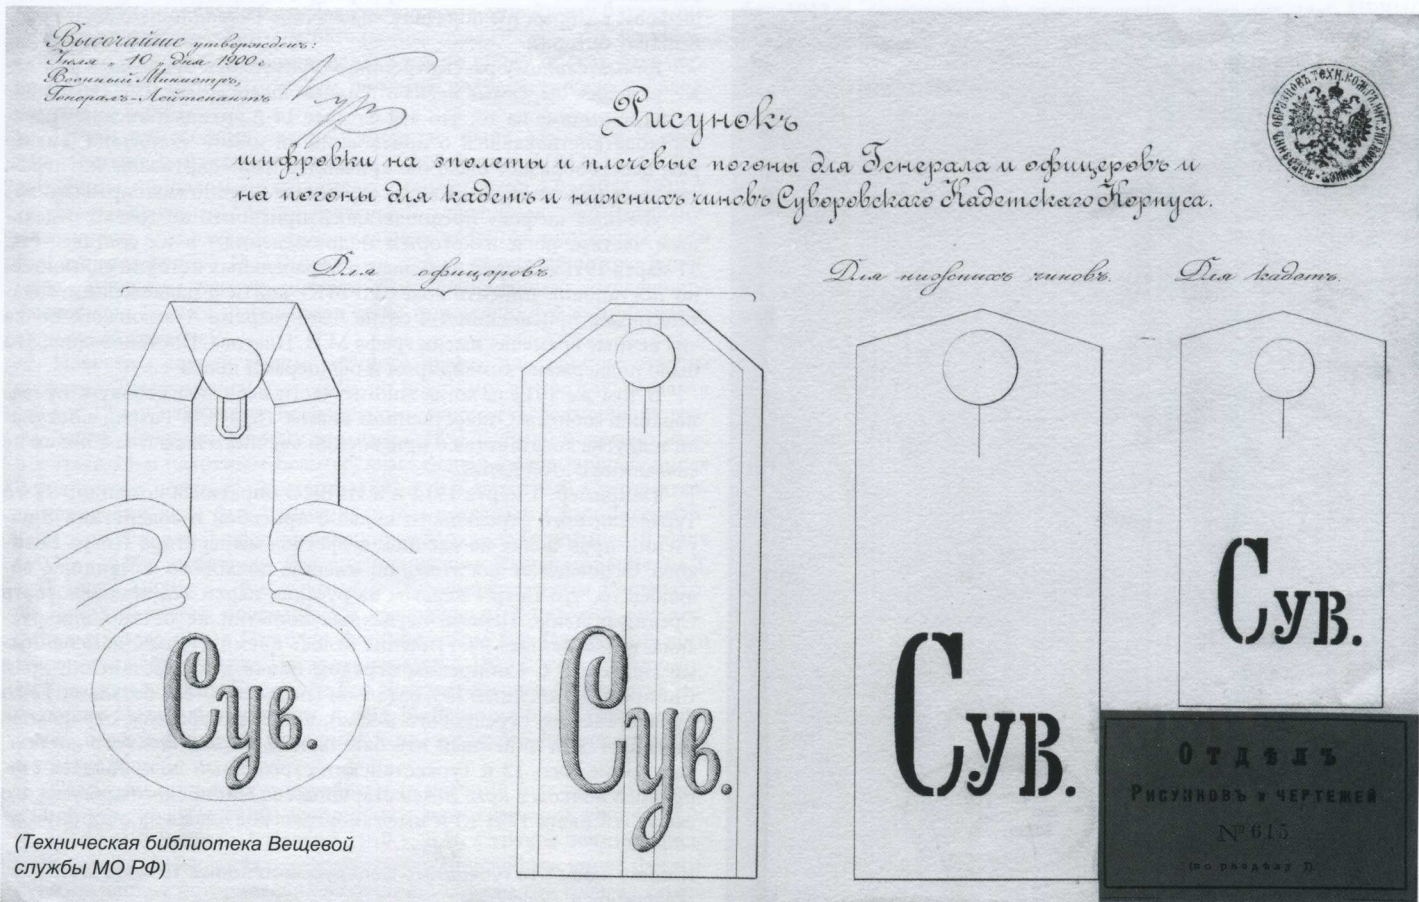 Высочайше утвержденъ:
Іюля „ 10 „ дня 1900 г.
Военный Министръ,
Генералъ-Лейтенантъ
Рисунокъ
шифровки на эполеты и плечевые погоны для Генерала и офицеровъ и
на погоны для кадетъ и нижнихъ чиновъ Суворовскаго Кадетскаго Корпуса.
Для офицеровъ.
Для нижнихъ чиновъ.
Для кадетъ.
Сув.
Сув.
Сув.
Сув.
Отдѣлъ
Рисунковъ и чертежей
№ 615
(по раздѣлу I).
(Техническая библиотека Вещевой
службы МО РФ)